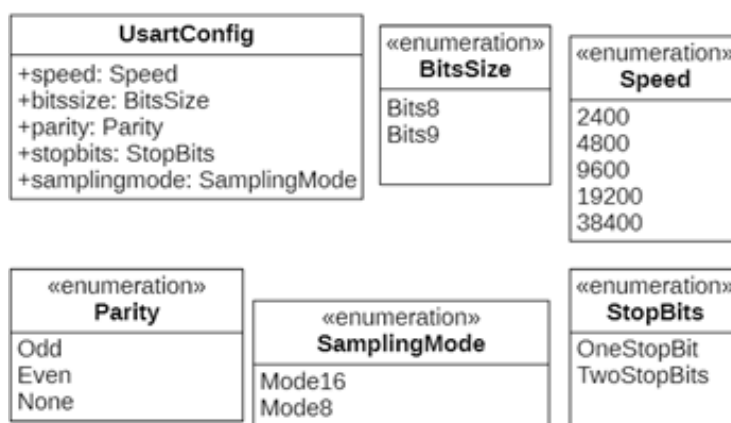 UsartConfig
+speed: Speed
+bitssize: BitsSize
+parity: Parity
+stopbits: StopBits
+samplingmode: SamplingMode
«enumeration»
BitsSize
Bits8
Bits9
«enumeration»
Speed
2400
4800
9600
19200
38400
«enumeration»
Parity
Odd
Even
None
«enumeration»
SamplingMode
Mode16
Mode8
«enumeration»
StopBits
OneStopBit
TwoStopBits